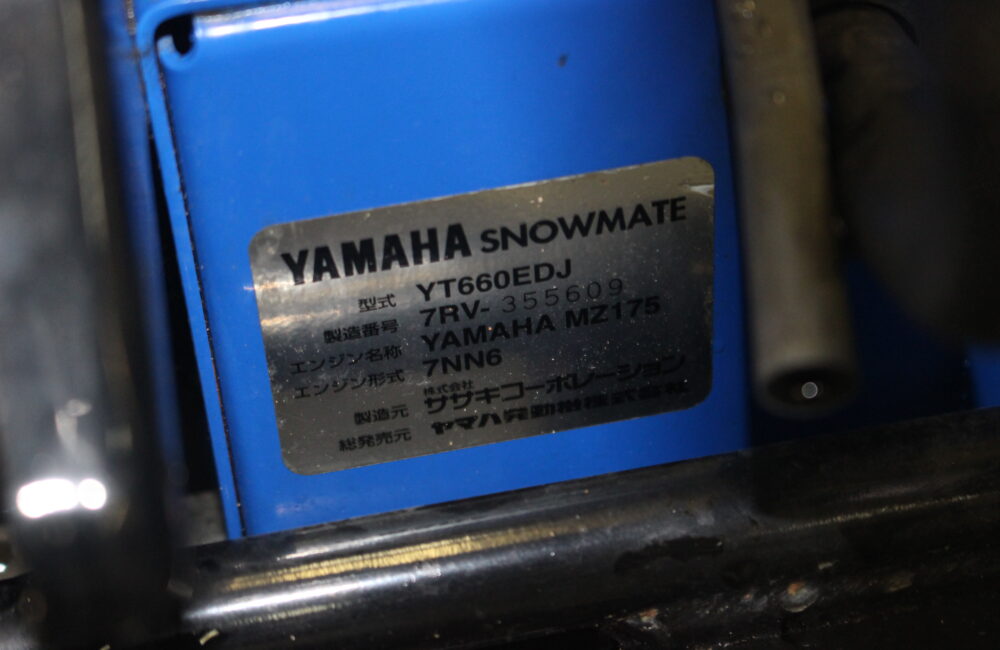 YAMAHA SNOWMATE
型式 YT660EDJ
製造番号 7RV-355609
エンジン名称 YAMAHA MZ175
エンジン形式 7NN6
製造元 株式会社 ササキコーポレーション
総発売元 ヤマハ発動機株式会社